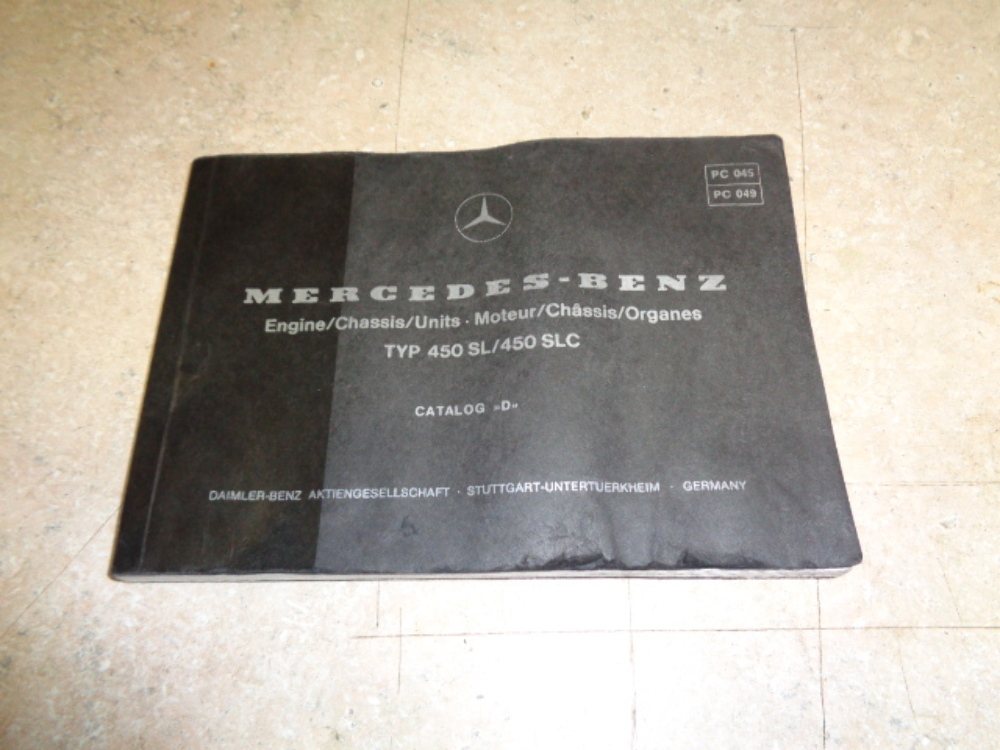 PC 045
PC 049
MERCEDES-BENZ
Engine/Chassis/Units · Moteur/Châssis/Organes
TYP 450 SL/450 SLC
CATALOG »D«
DAIMLER-BENZ AKTIENGESELLSCHAFT · STUTTGART-UNTERTUERKHEIM · GERMANY